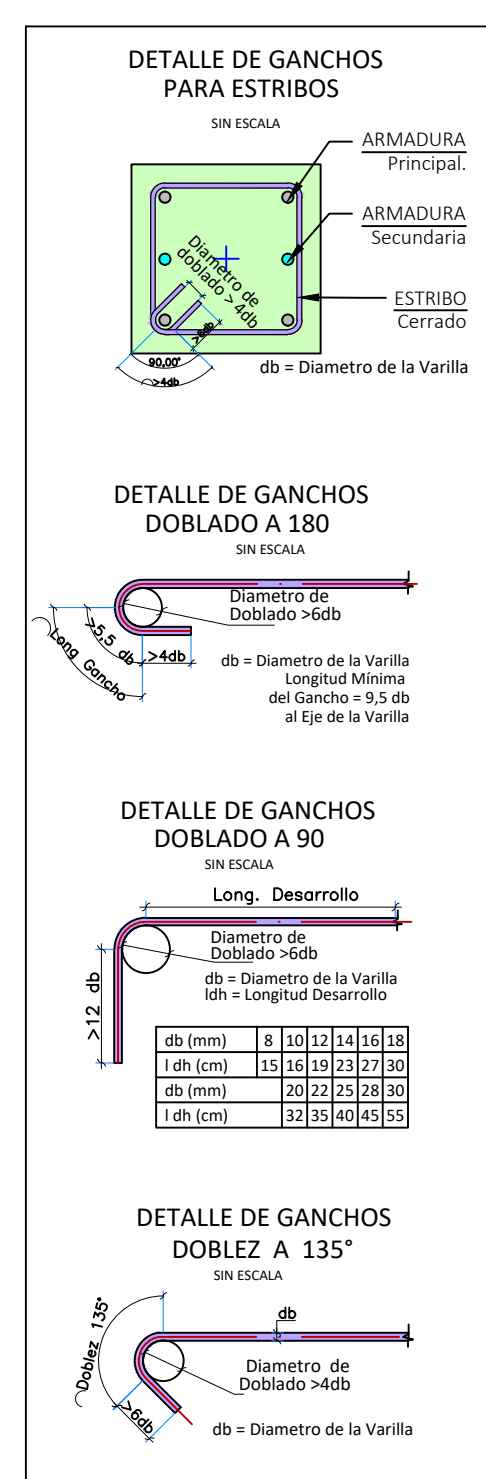 DETALLE DE GANCHOS
PARA ESTRIBOS
SIN ESCALA
ARMADURA
Principal.
ARMADURA
Secundaria
Diametro de
doblado > 4db
>6db
ESTRIBO
Cerrado
90,00°
>4db
db = Diametro de la Varilla
DETALLE DE GANCHOS
DOBLADO A 180
SIN ESCALA
Diametro de
Doblado >6db
>5,5 db
>4db
Long Gancho
db = Diametro de la Varilla
Longitud Mínima
del Gancho = 9,5 db
al Eje de la Varilla
DETALLE DE GANCHOS
DOBLADO A 90
SIN ESCALA
Long. Desarrollo
Diametro de
Doblado >6db
>12 db
db = Diametro de la Varilla
ldh = Longitud Desarrollo
db (mm) 8 10 12 14 16 18
l dh (cm) 15 16 19 23 27 30
db (mm) 20 22 25 28 30
l dh (cm) 32 35 40 45 55
DETALLE DE GANCHOS
DOBLEZ A 135°
SIN ESCALA
db
Doblez 135°
Diametro de
Doblado >4db
>6db
db = Diametro de la Varilla